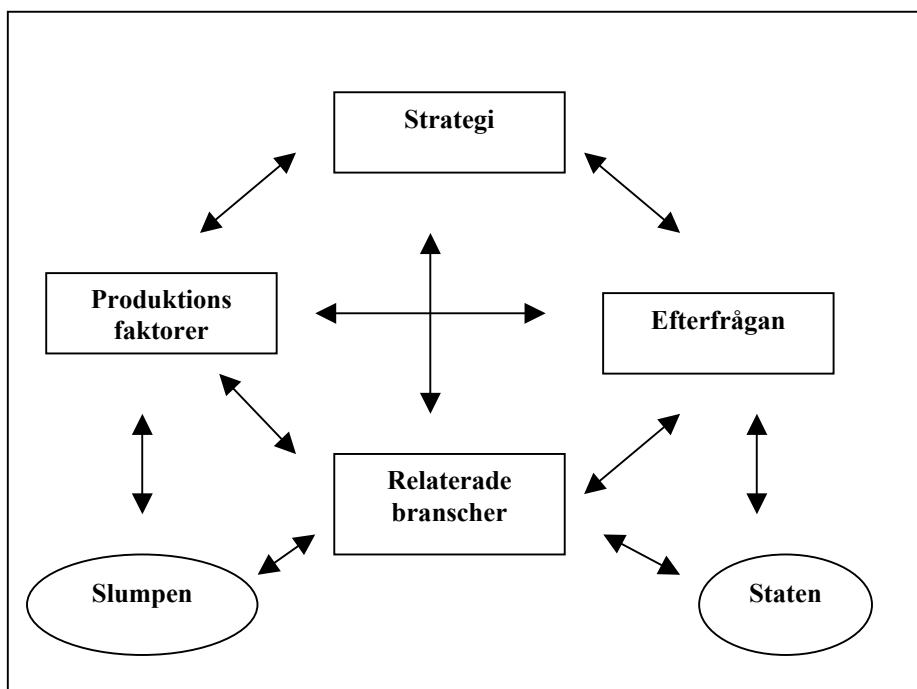 Strategi
Produktions
faktorer
Efterfrågan
Relaterade
branscher
Slumpen
Staten